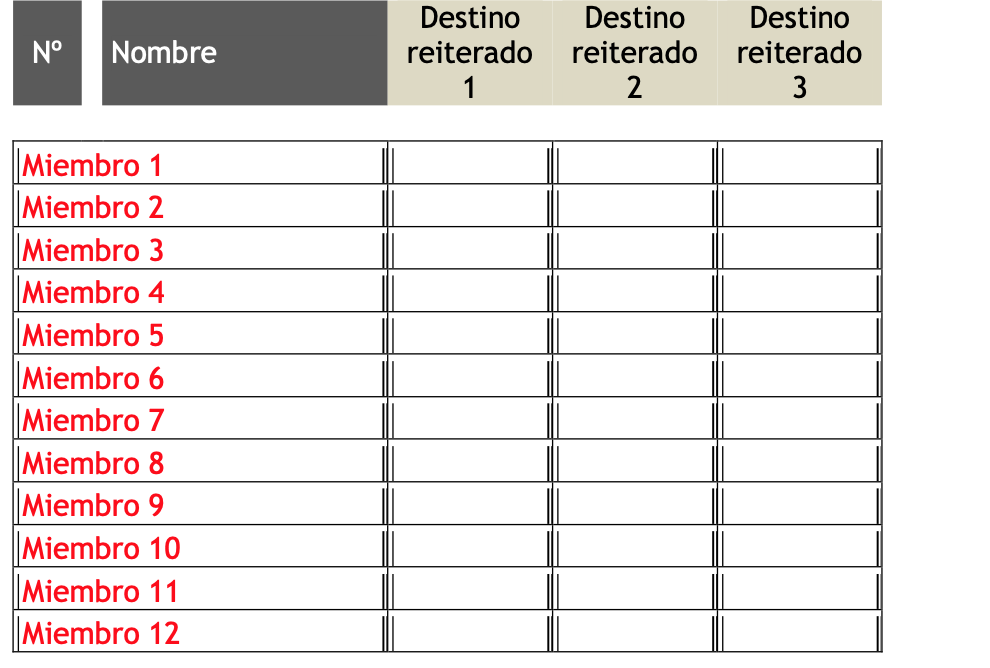 Nº Nombre
Destino reiterado 1
Destino reiterado 2
Destino reiterado 3
Miembro 1
Miembro 2
Miembro 3
Miembro 4
Miembro 5
Miembro 6
Miembro 7
Miembro 8
Miembro 9
Miembro 10
Miembro 11
Miembro 12